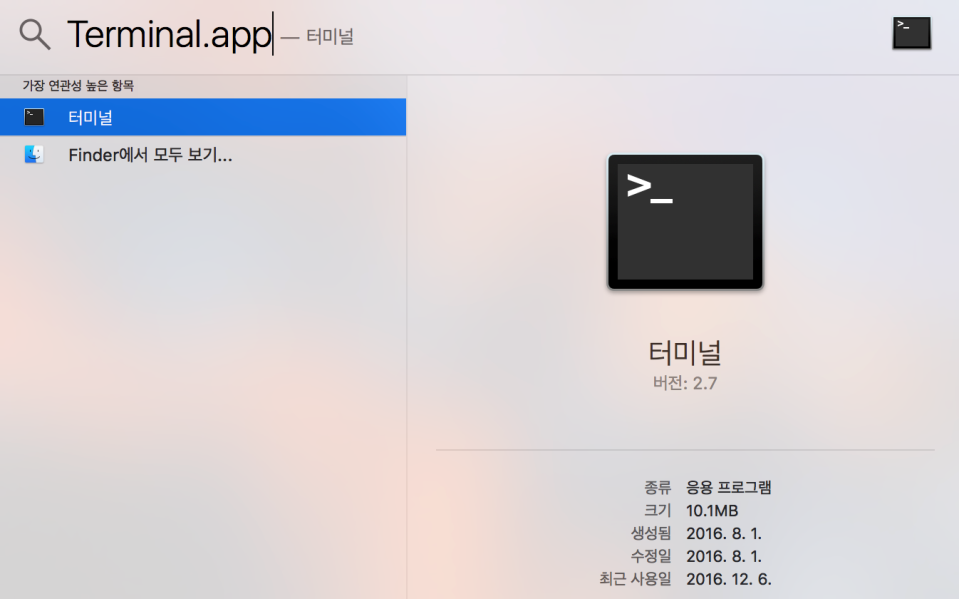 Terminal.app — 터미널
가장 연관성 높은 항목
터미널
Finder에서 모두 보기...
>_
터미널
버전: 2.7
종류 응용 프로그램
크기 10.1MB
생성됨 2016. 8. 1.
수정일 2016. 8. 1.
최근 사용일 2016. 12. 6.